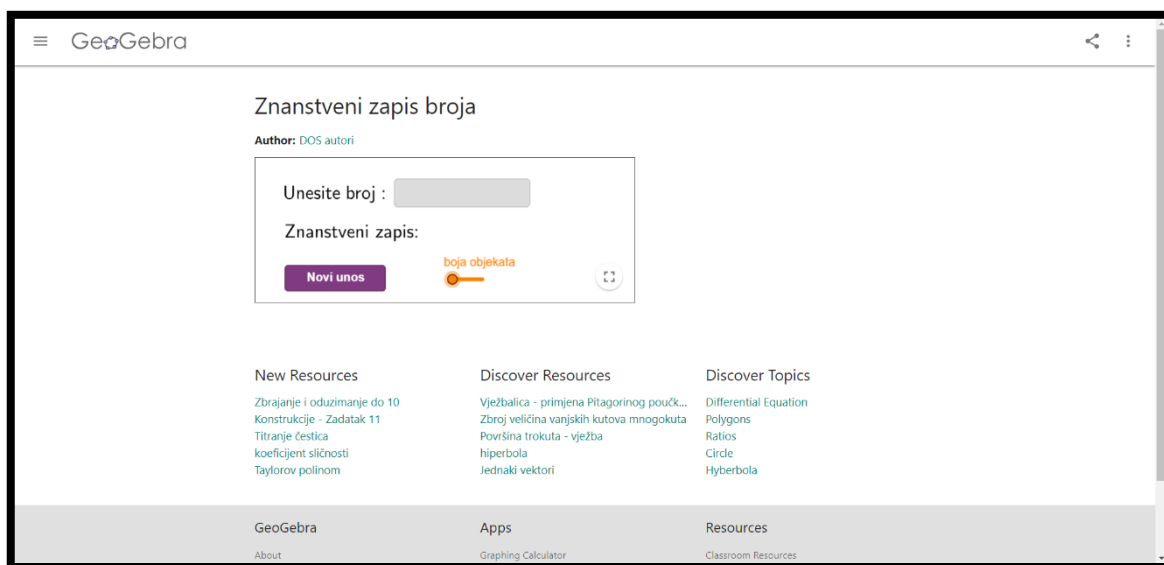 GeoGebra
Znanstveni zapis broja
Author: DOS autori
Unesite broj :
Znanstveni zapis:
Novi unos
boja objekata
New Resources
Zbrajanje i oduzimanje do 10
Konstrukcije - Zadatak 11
Titranje čestica
koeficijent sličnosti
Taylorov polinom
Discover Resources
Vježbalica - primjena Pitagorinog poučk...
Zbroj veličina vanjskih kutova mnogokuta
Površina trokuta - vježba
hiperbola
Jednaki vektori
Discover Topics
Differential Equation
Polygons
Ratios
Circle
Hyberbola
GeoGebra
About
Apps
Graphing Calculator
Resources
Classroom Resources